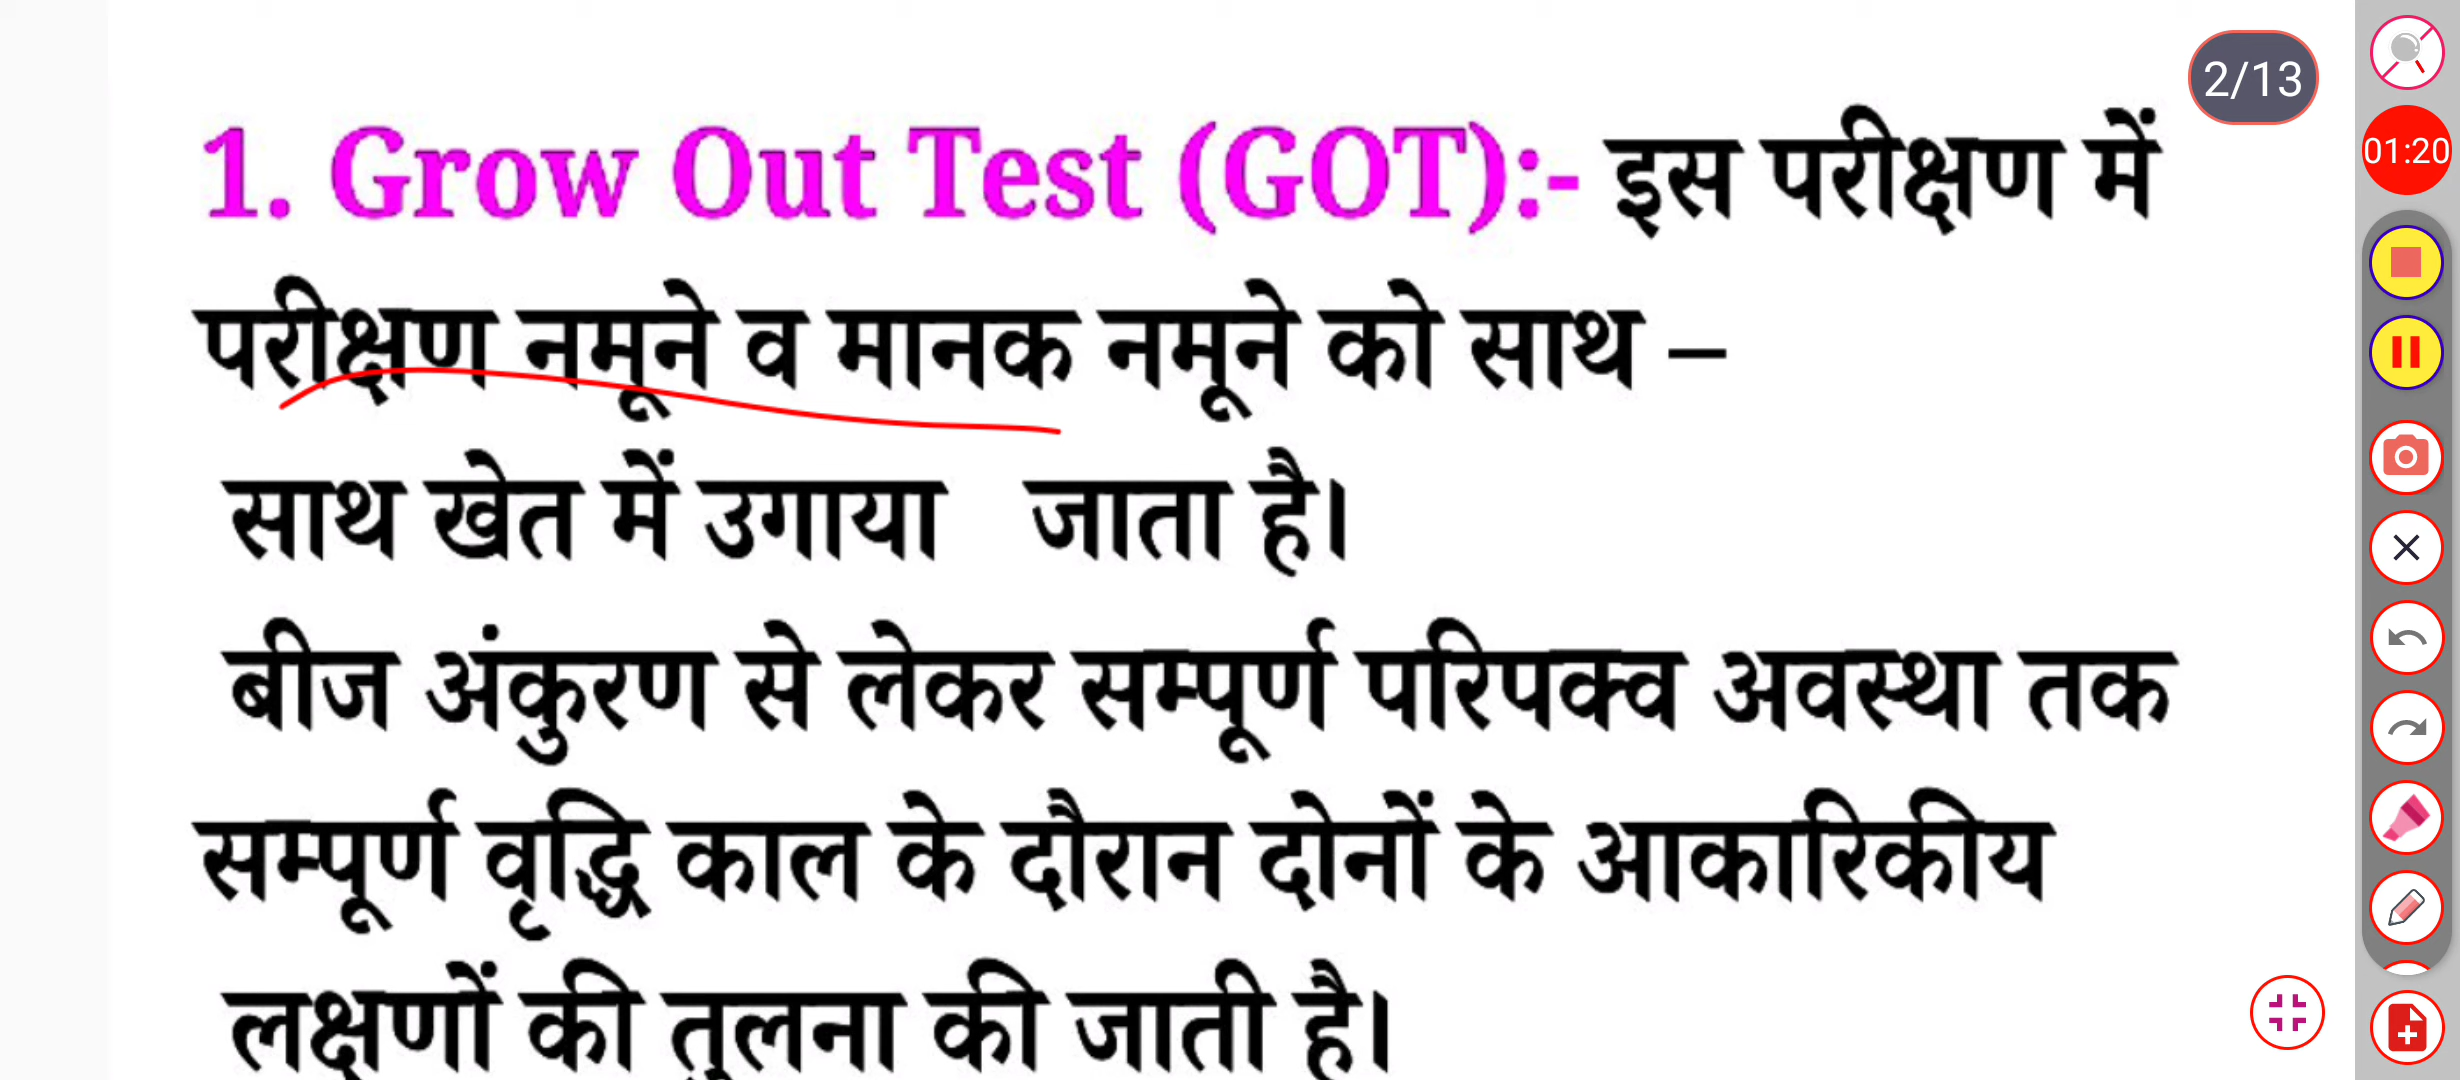 2/13
01:20
1. Grow Out Test (GOT):- इस परीक्षण में
परीक्षण नमूने व मानक नमूने को साथ –
साथ खेत में उगाया जाता है।
बीज अंकुरण से लेकर सम्पूर्ण परिपक्व अवस्था तक
सम्पूर्ण वृद्धि काल के दौरान दोनों के आकारिकीय
लक्षणों की तुलना की जाती है।